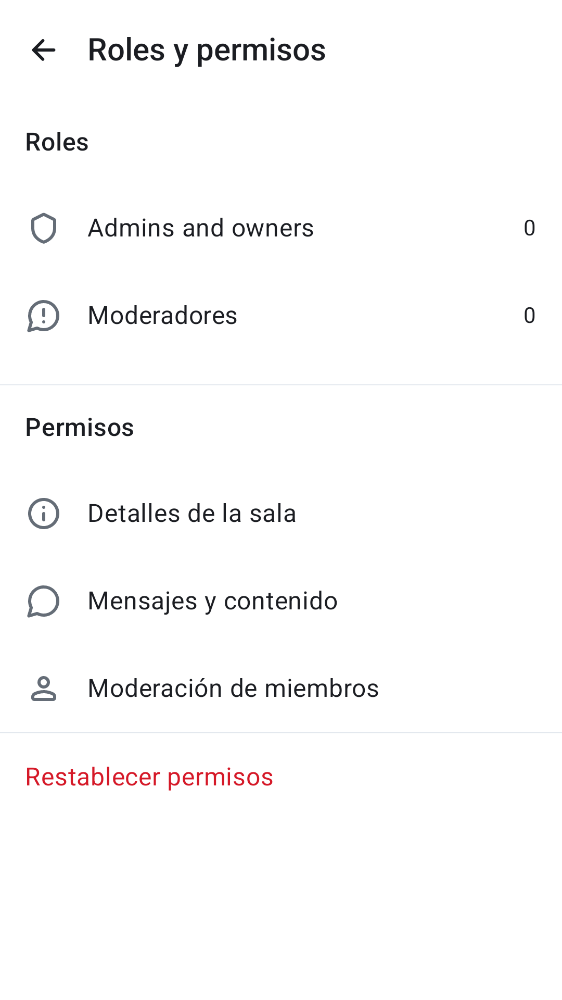 Roles y permisos
Roles
Admins and owners 0
Moderadores 0
Permisos
Detalles de la sala
Mensajes y contenido
Moderación de miembros
Restablecer permisos